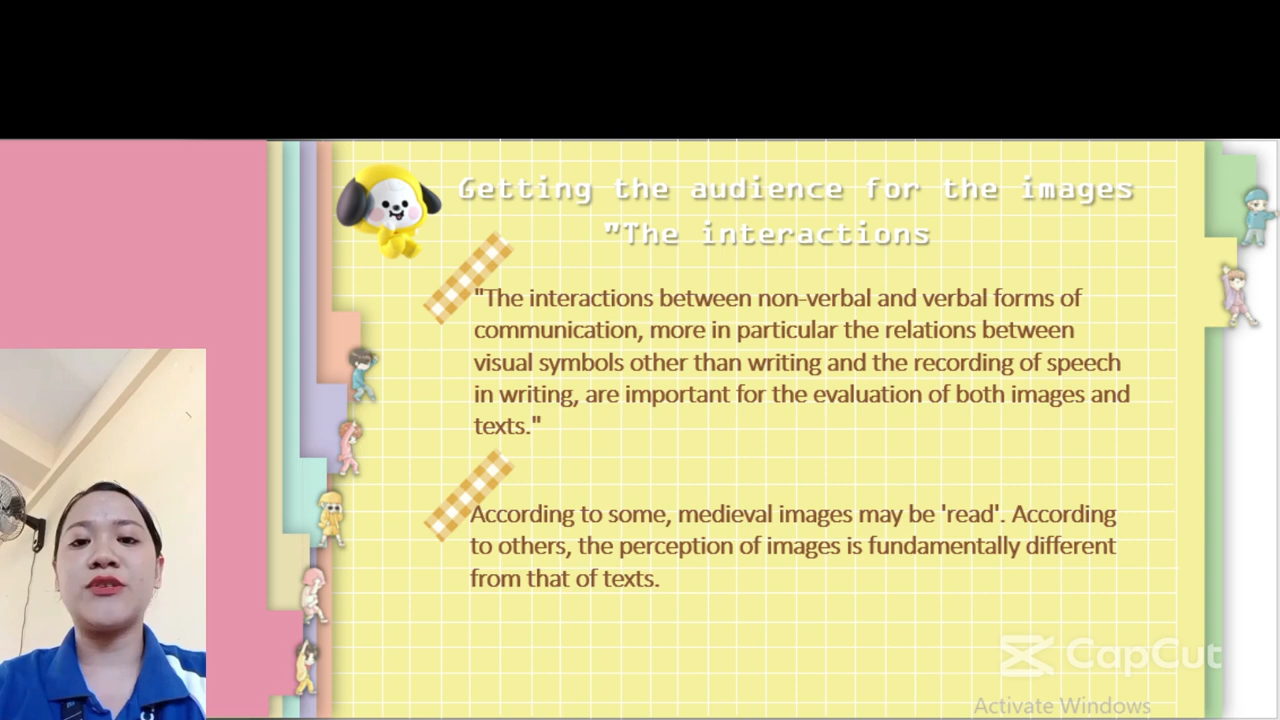 Getting the audience for the images
"The interactions
"The interactions between non-verbal and verbal forms of
communication, more in particular the relations between
visual symbols other than writing and the recording of speech
in writing, are important for the evaluation of both images and
texts."
According to some, medieval images may be 'read'. According
to others, the perception of images is fundamentally different
from that of texts.
CapCut
Activate Windows